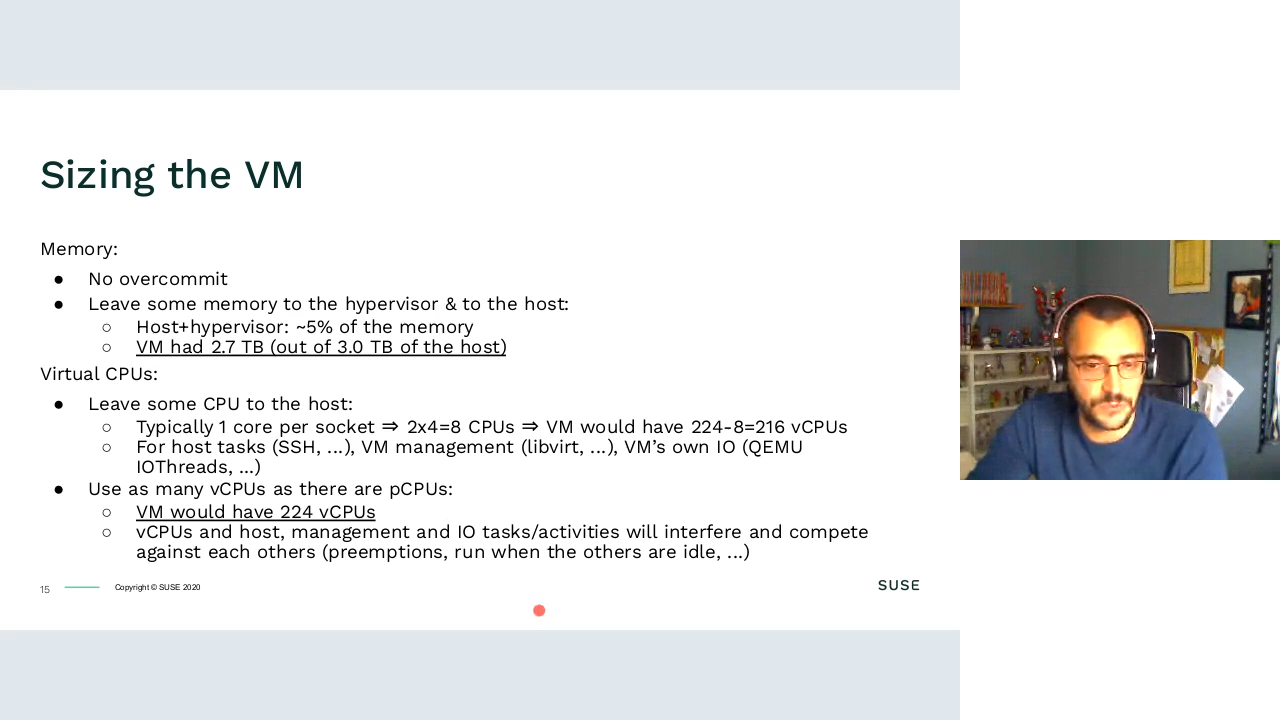 Sizing the VM
Memory:
● No overcommit
● Leave some memory to the hypervisor & to the host:
○ Host+hypervisor: ~5% of the memory
○ VM had 2.7 TB (out of 3.0 TB of the host)
Virtual CPUs:
● Leave some CPU to the host:
○ Typically 1 core per socket ⇒ 2x4=8 CPUs ⇒ VM would have 224-8=216 vCPUs
○ For host tasks (SSH, ...), VM management (libvirt, ...), VM’s own IO (QEMU
IOThreads, ...)
● Use as many vCPUs as there are pCPUs:
○ VM would have 224 vCPUs
○ vCPUs and host, management and IO tasks/activities will interfere and compete
against each others (preemptions, run when the others are idle, ...)
15
Copyright © SUSE 2020
SUSE